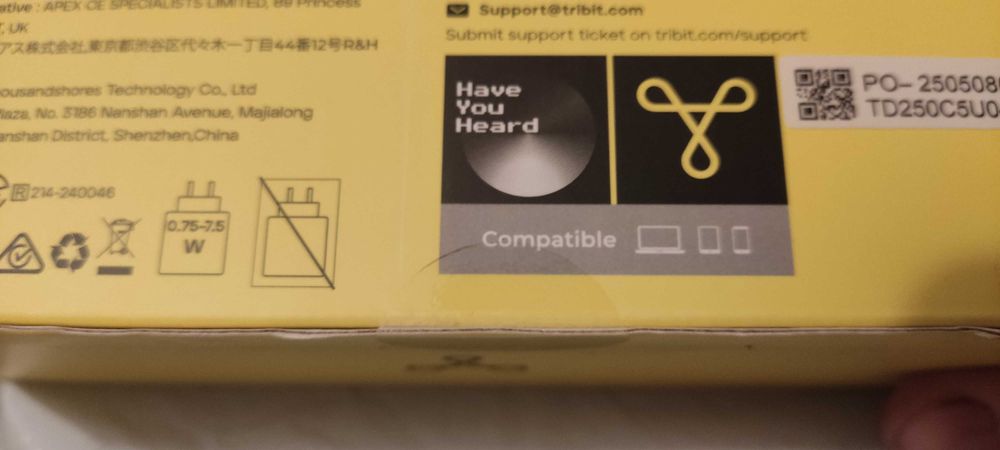 ative : APEX CE SPECIALISTS LIMITED, 89 Princess
T, UK
アス株式会社,東京都渋谷区代々木一丁目44番12号R&H
ousandshores Technology Co., Ltd
Plaza, No. 3186 Nanshan Avenue, Majialong
anshan District, Shenzhen,China
R 214-240046
0.75-7.5
W
Support@tribit.com
Submit support ticket on tribit.com/support
Have
You
Heard
Compatible
PO- 2505080
TD250C5U0